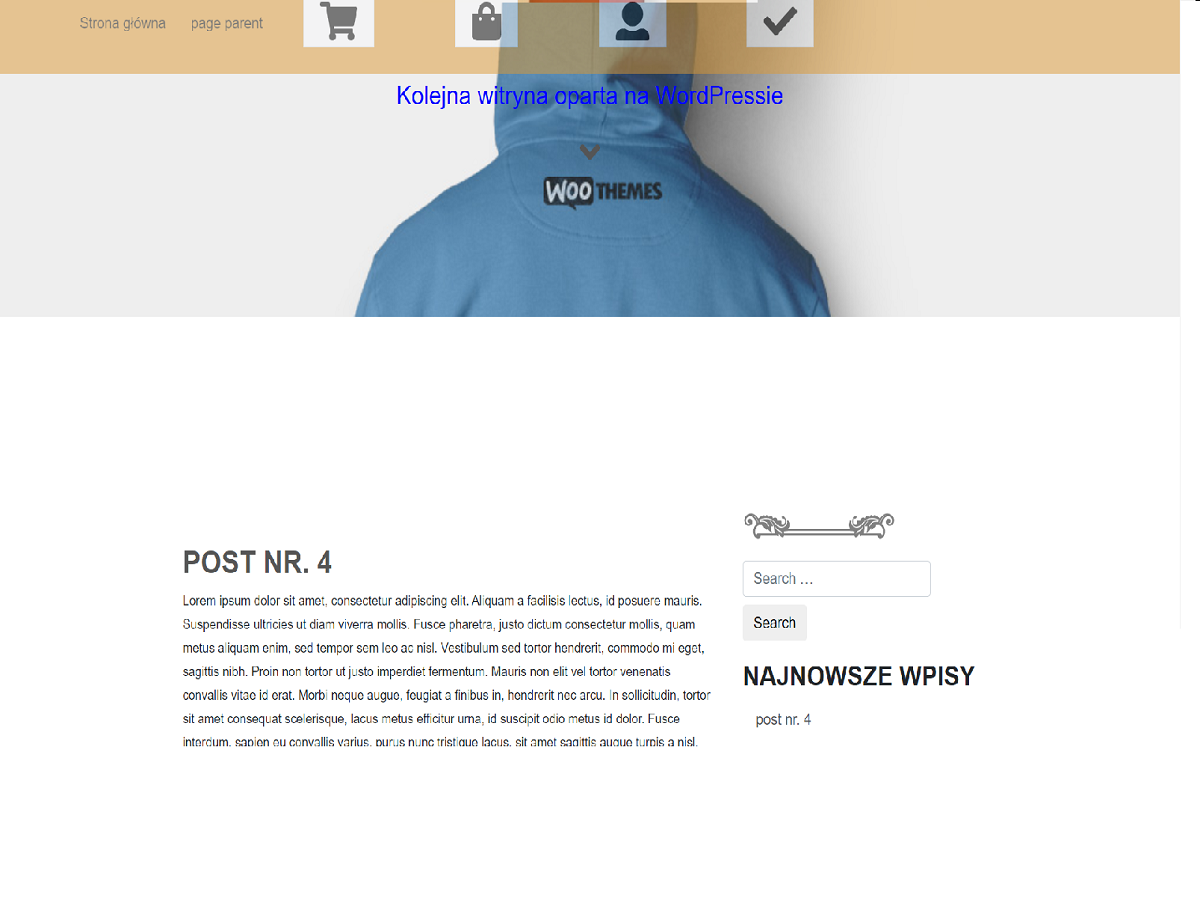 Strona główna
page parent
Kolejna witryna oparta na WordPressie
WOO THEMES
POST NR. 4
Lorem ipsum dolor sit amet, consectetur adipiscing elit. Aliquam a facilisis lectus, id posuere mauris.
Suspendisse ultricies ut diam viverra mollis. Fusce pharetra, justo dictum consectetur mollis, quam
metus aliquam enim, sed tempor sem leo ac nisl. Vestibulum sed tortor hendrerit, commodo mi eget,
sagittis nibh. Proin non tortor ut justo imperdiet fermentum. Mauris non elit vel tortor venenatis
convallis vitae id erat. Morbi neque augue, feugiat a finibus in, hendrerit nec arcu. In sollicitudin, tortor
sit amet consequat scelerisque, lacus metus efficitur urna, id suscipit odio metus id dolor. Fusce
interdum, sapien eu convallis varius, purus nunc tristique lacus, sit amet sagittis augue turpis a nisl.
Search …
Search
NAJNOWSZE WPISY
post nr. 4